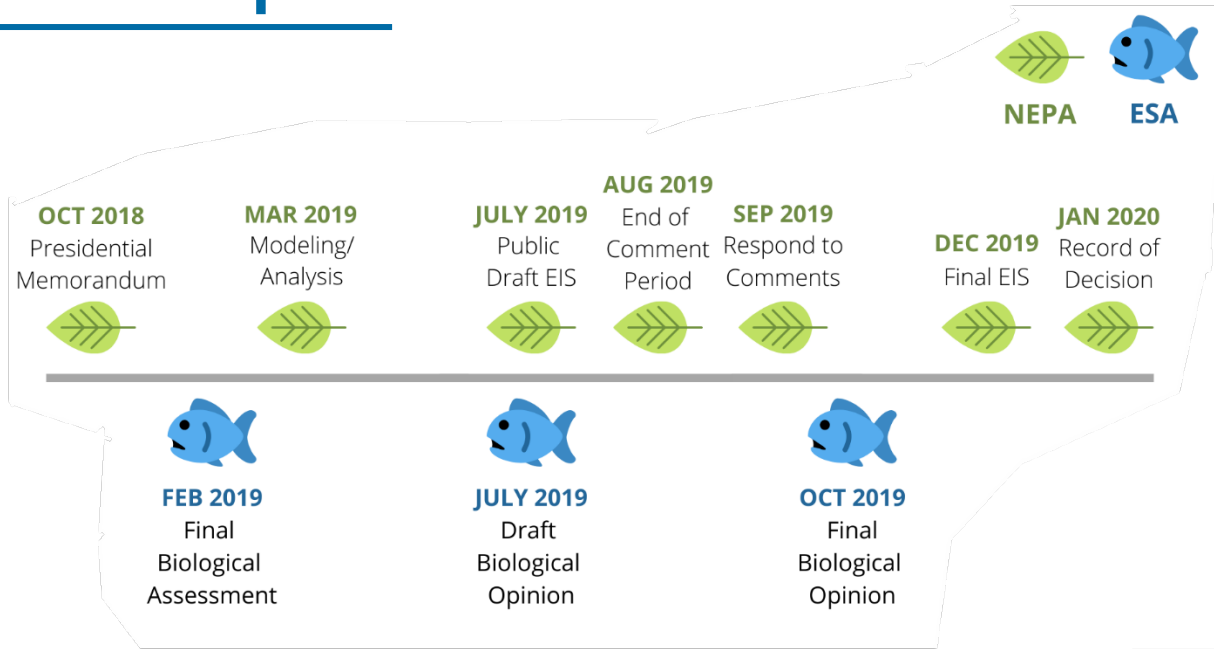 NEPA
ESA
OCT 2018
Presidential
Memorandum
MAR 2019
Modeling/
Analysis
JULY 2019
Public
Draft EIS
AUG 2019
End of
Comment
Period
SEP 2019
Respond to
Comments
DEC 2019
Final EIS
JAN 2020
Record of
Decision
FEB 2019
Final
Biological
Assessment
JULY 2019
Draft
Biological
Opinion
OCT 2019
Final
Biological
Opinion